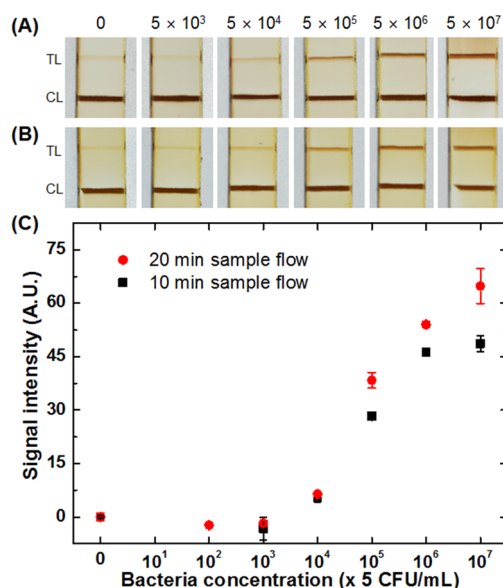 (A) 0 5 × 10³ 5 × 10⁴ 5 × 10⁵ 5 × 10⁶ 5 × 10⁷
TL
CL
(B)
TL
CL
(C)
75
60
45
30
15
0
Signal intensity (A.U.)
20 min sample flow
10 min sample flow
0 10¹ 10² 10³ 10⁴ 10⁵ 10⁶ 10⁷
Bacteria concentration (x 5 CFU/mL)